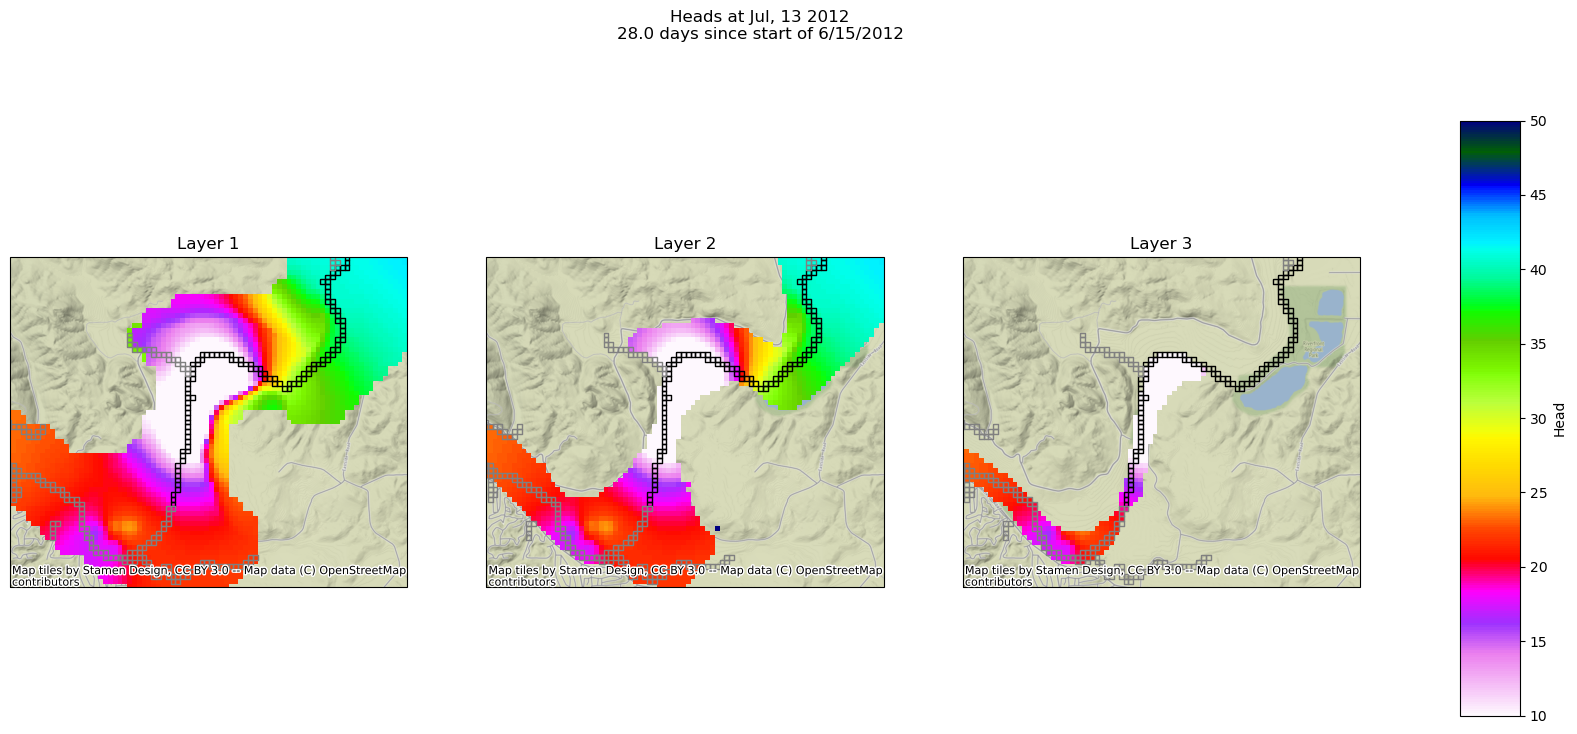 Heads at Jul, 13 2012
28.0 days since start of 6/15/2012
Layer 1
Layer 2
Layer 3
Map tiles by Stamen Design, CC BY 3.0 -- Map data (C) OpenStreetMap
contributors
Map tiles by Stamen Design, CC BY 3.0 -- Map data (C) OpenStreetMap
contributors
Map tiles by Stamen Design, CC BY 3.0 -- Map data (C) OpenStreetMap
contributors
50
45
40
35
30
25
20
15
10
Head